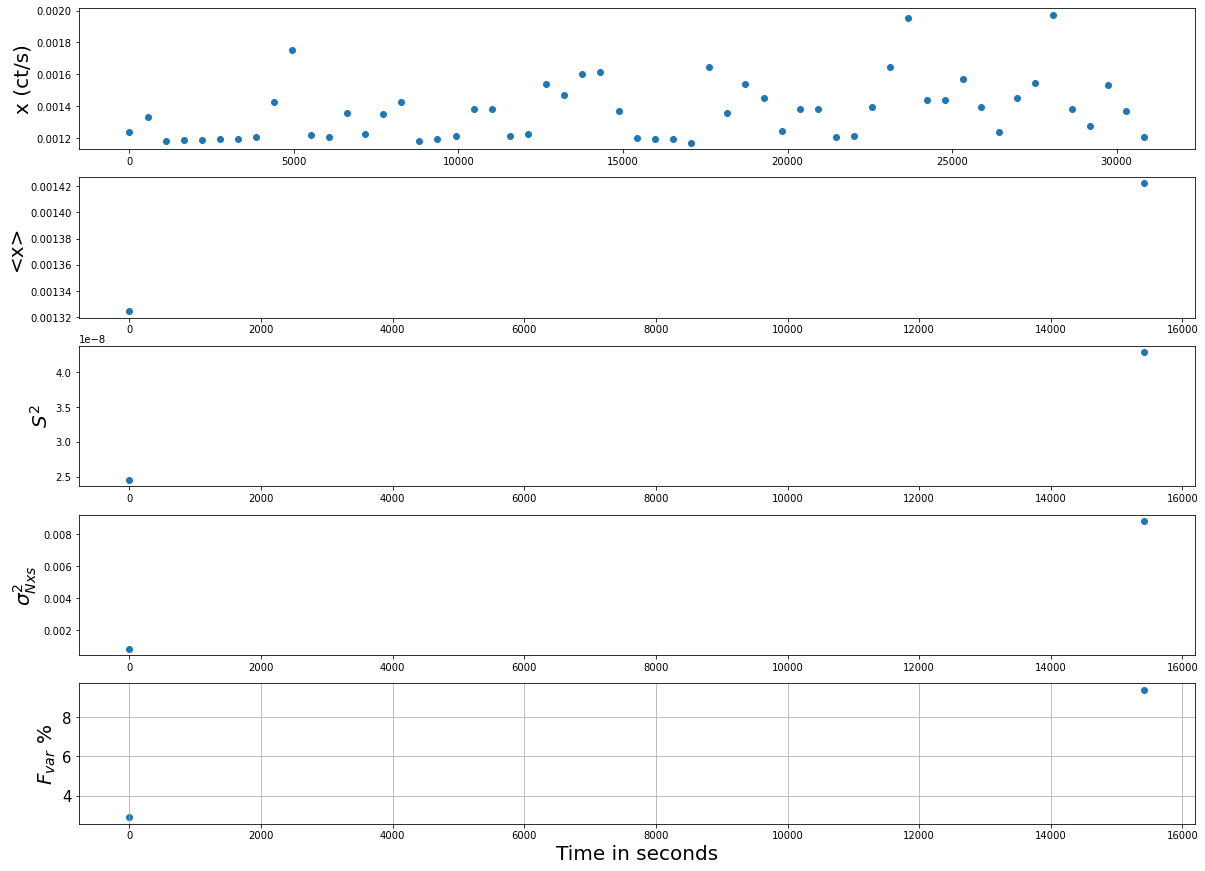 0.0020
0.0018
0.0016
0.0014
0.0012
x (ct/s)
0 5000 10000 15000 20000 25000 30000
0.00142
0.00140
0.00138
0.00136
0.00134
0.00132
<x>
0 2000 4000 6000 8000 10000 12000 14000 16000
1e−8
4.0
3.5
3.0
2.5
S²
0 2000 4000 6000 8000 10000 12000 14000 16000
0.008
0.006
0.004
0.002
σ²_Nxs
0 2000 4000 6000 8000 10000 12000 14000 16000
8
6
4
F_var %
0 2000 4000 6000 8000 10000 12000 14000 16000
Time in seconds